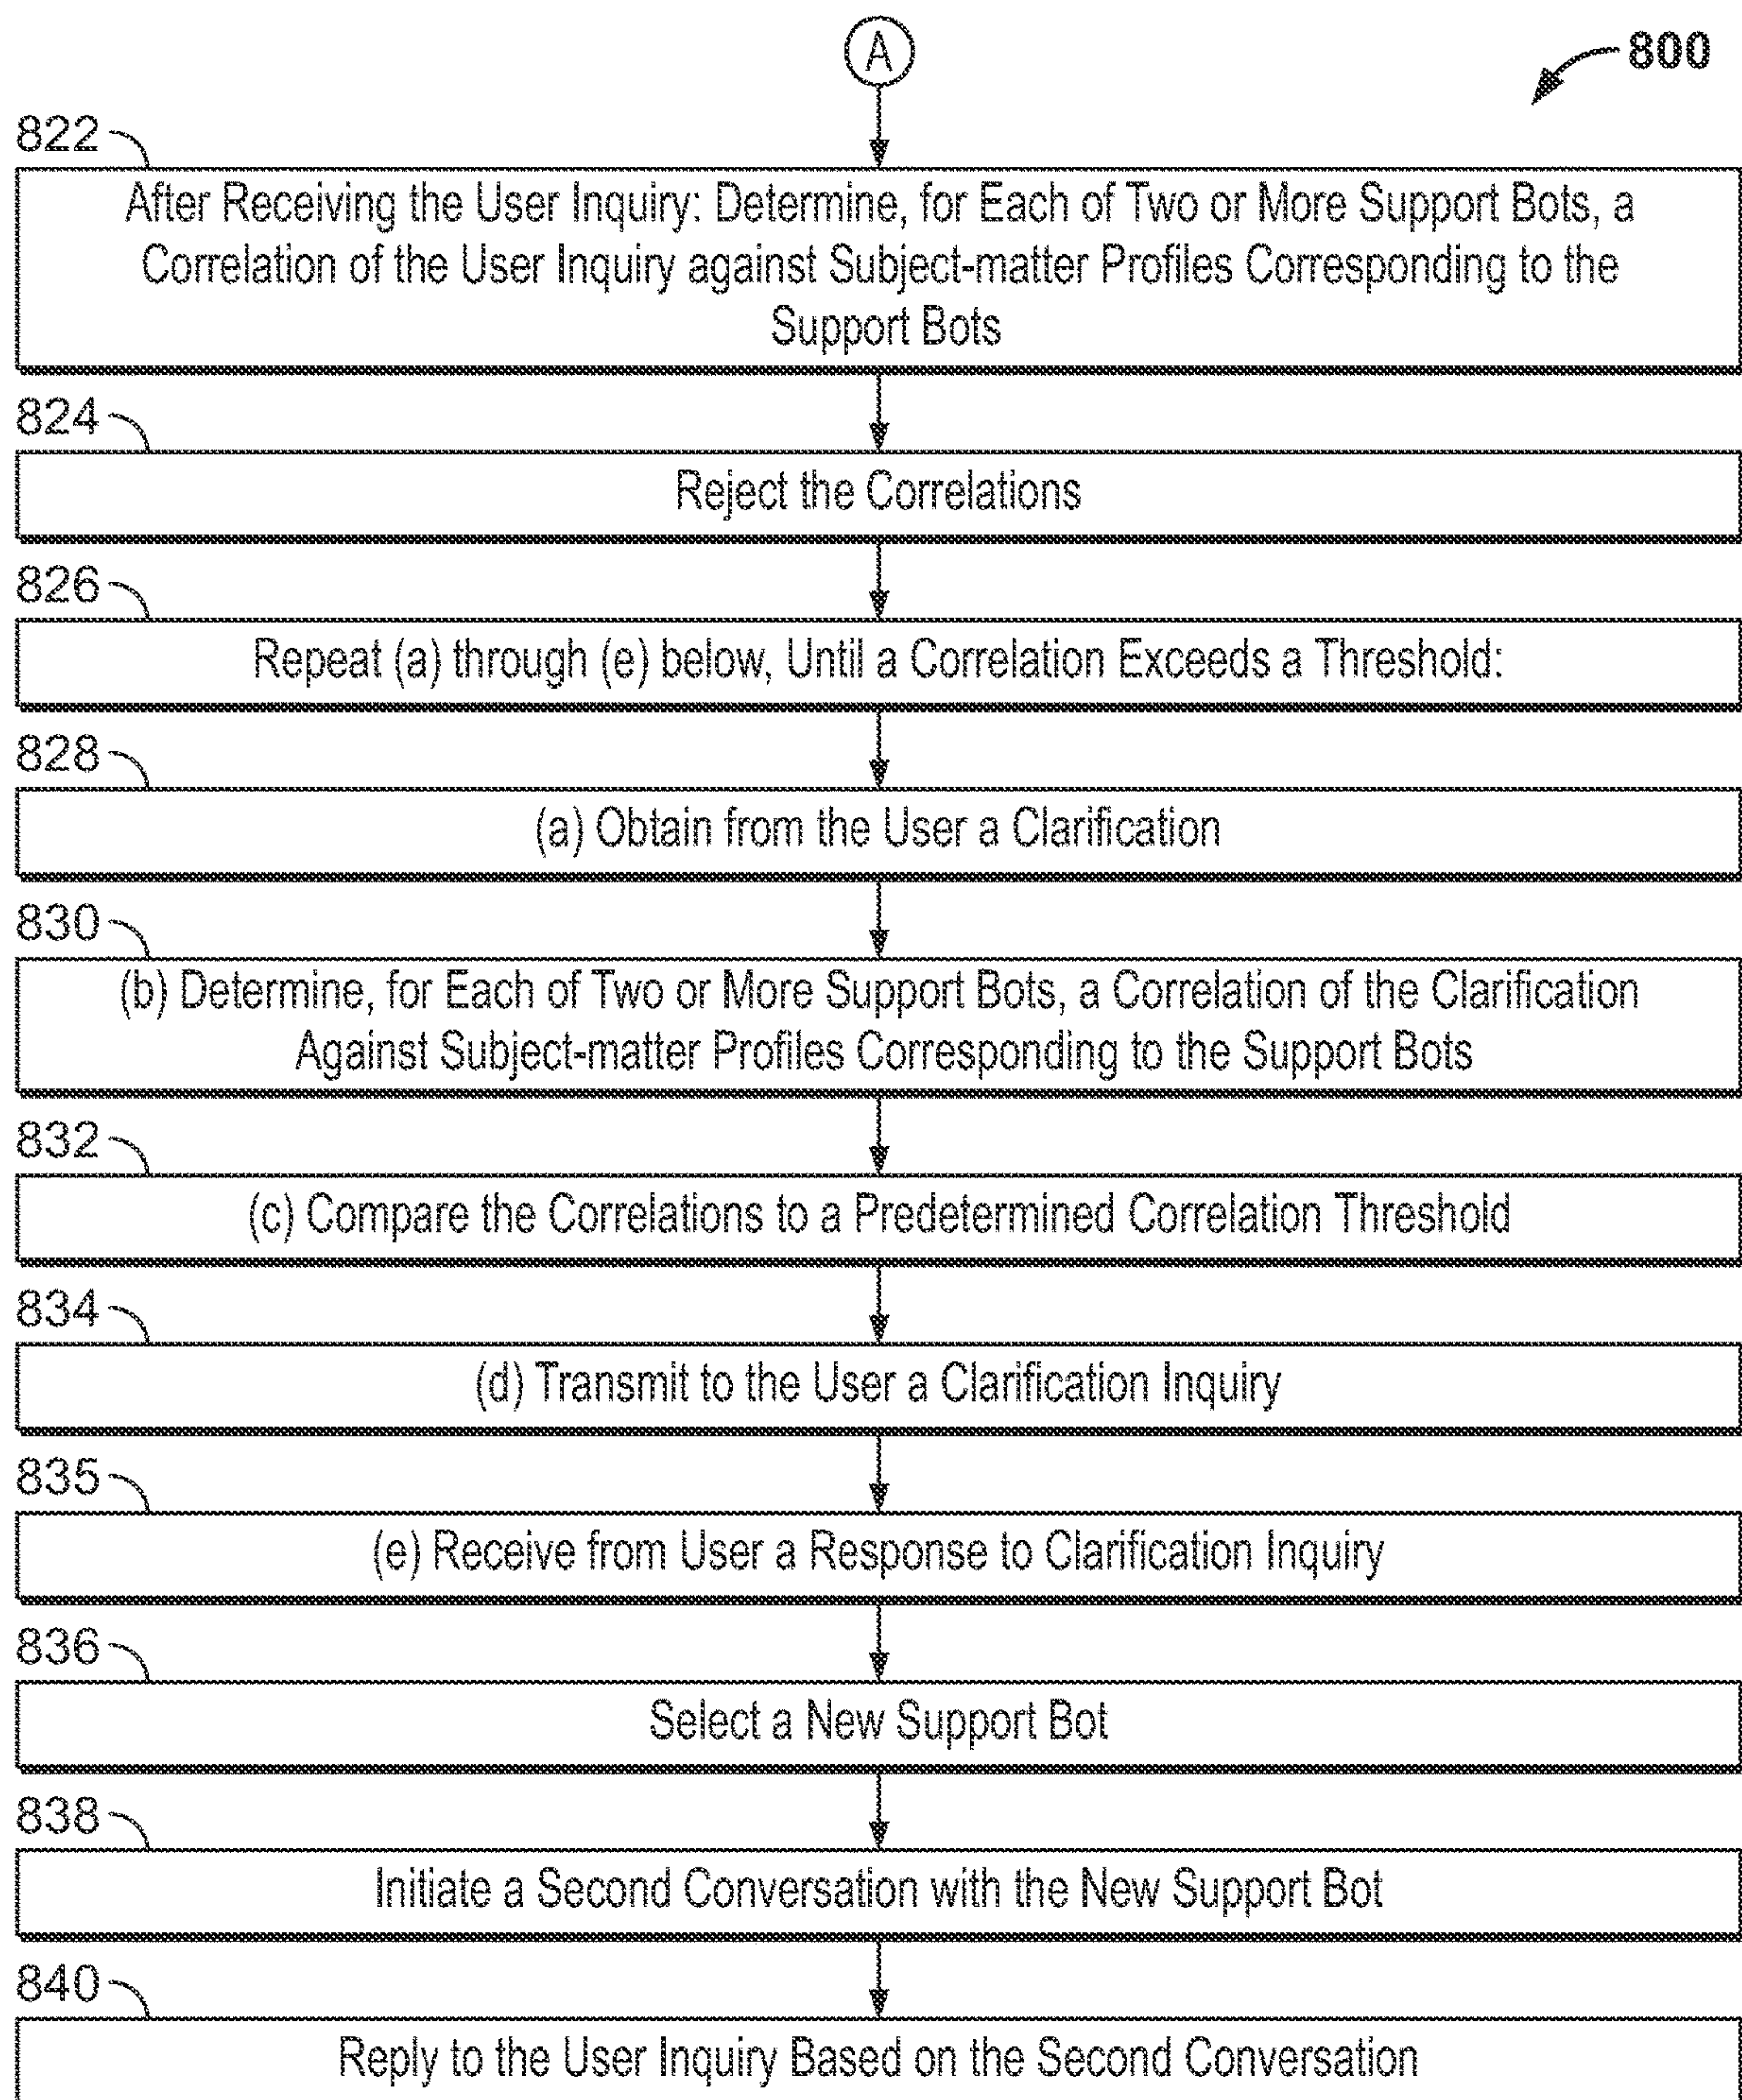 A
800
822
After Receiving the User Inquiry: Determine, for Each of Two or More Support Bots, a
Correlation of the User Inquiry against Subject-matter Profiles Corresponding to the
Support Bots
824
Reject the Correlations
826
Repeat (a) through (e) below, Until a Correlation Exceeds a Threshold:
828
(a) Obtain from the User a Clarification
830
(b) Determine, for Each of Two or More Support Bots, a Correlation of the Clarification
Against Subject-matter Profiles Corresponding to the Support Bots
832
(c) Compare the Correlations to a Predetermined Correlation Threshold
834
(d) Transmit to the User a Clarification Inquiry
835
(e) Receive from User a Response to Clarification Inquiry
836
Select a New Support Bot
838
Initiate a Second Conversation with the New Support Bot
840
Reply to the User Inquiry Based on the Second Conversation